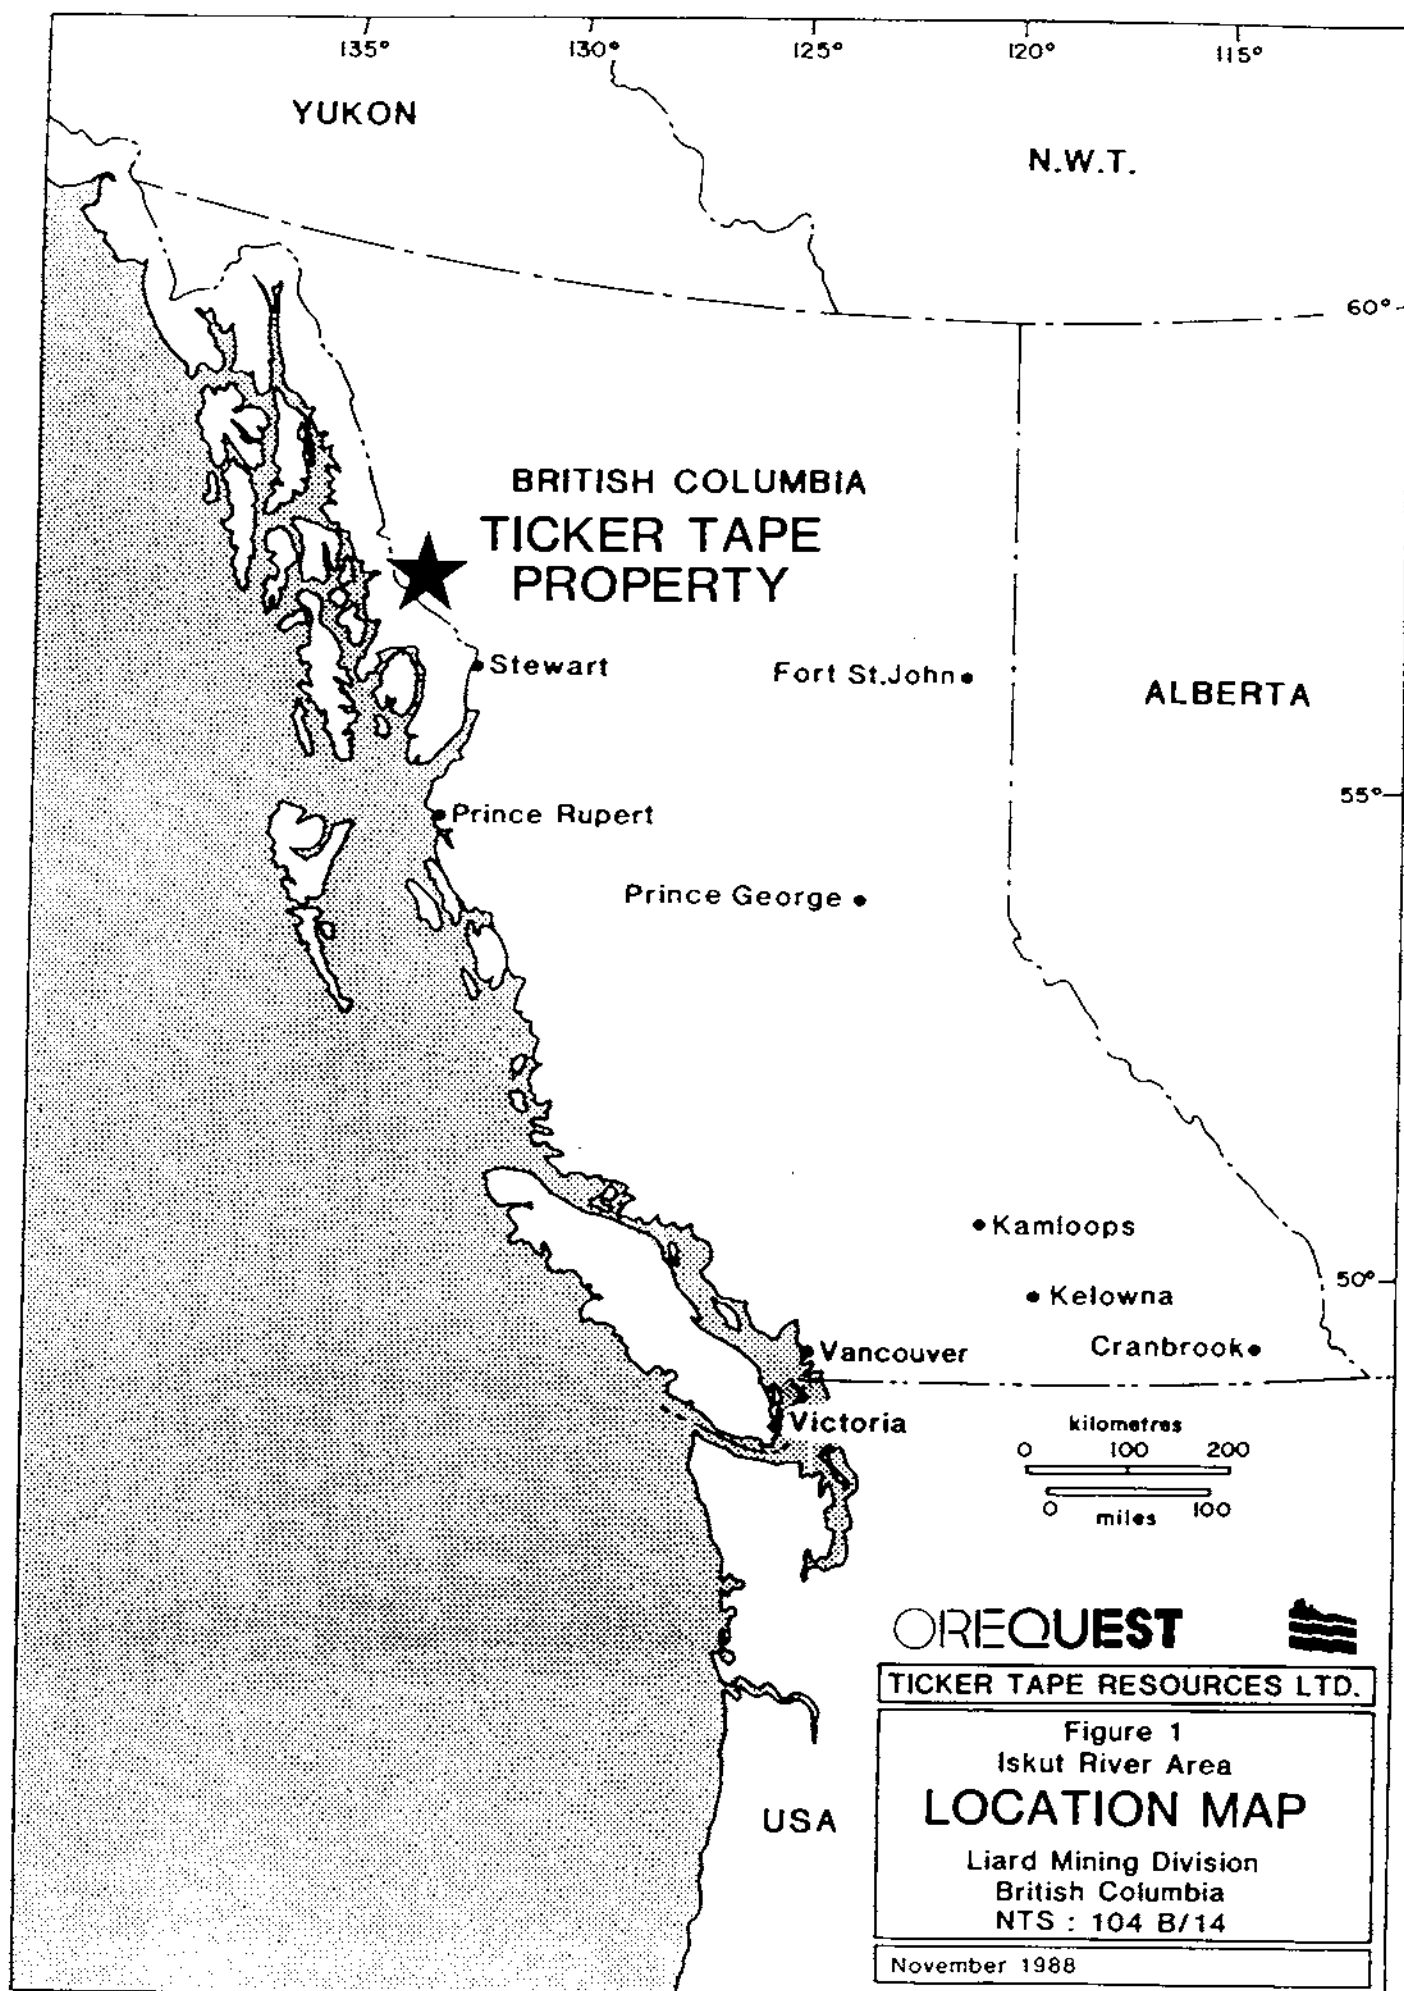 135° 130° 125° 120° 115°
YUKON
N.W.T.
60°
BRITISH COLUMBIA
TICKER TAPE
PROPERTY
Stewart
Fort St.John
ALBERTA
55°
Prince Rupert
Prince George
Kamloops
50°
Kelowna
Vancouver
Cranbrook
Victoria
kilometres
0 100 200
0 100
miles
OREQUEST
TICKER TAPE RESOURCES LTD.
Figure 1
Iskut River Area
LOCATION MAP
USA
Liard Mining Division
British Columbia
NTS : 104 B/14
November 1988